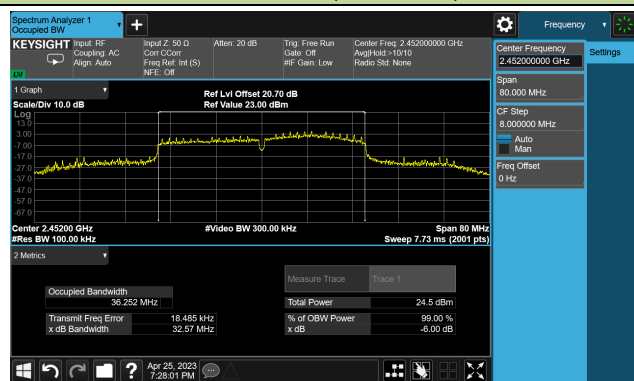 Spectrum Analyzer 1
Occupied BW
Frequency
KEYSIGHT
Input: RF
Coupling: AC
Align: Auto
Input Z: 50 Ω
Corr CCorr
Freq Ref: Int (S)
NFE: Off
Atten: 20 dB
Trig: Free Run
Gate: Off
#IF Gain: Low
Center Freq: 2.452000000 GHz
Avg|Hold:>10/10
Radio Std: None
LXI
Center Frequency
2.452000000 GHz
Settings
Span
80.000 MHz
CF Step
8.000000 MHz
Auto
Man
Freq Offset
0 Hz
1 Graph
Scale/Div 10.0 dB
Ref Lvl Offset 20.70 dB
Ref Value 23.00 dBm
Log
13.0
3.00
-7.00
-17.0
-27.0
-37.0
-47.0
-57.0
-67.0
Center 2.45200 GHz
#Res BW 100.00 kHz
#Video BW 300.00 kHz
Span 80 MHz
Sweep 7.73 ms (2001 pts)
2 Metrics
Measure Trace
Trace 1
Occupied Bandwidth
36.252 MHz
Total Power
24.5 dBm
Transmit Freq Error
18.485 kHz
% of OBW Power
99.00 %
x dB Bandwidth
32.57 MHz
x dB
-6.00 dB
?
Apr 25, 2023
7:28:01 PM